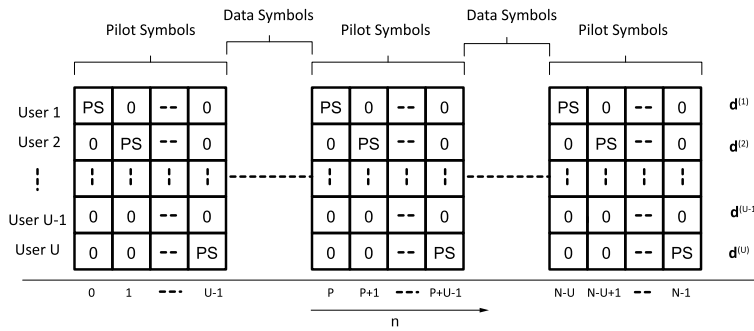 Pilot Symbols Data Symbols Pilot Symbols Data Symbols Pilot Symbols
User 1 PS 0 -- 0 PS 0 -- 0 PS 0 -- 0 d(1)
User 2 0 PS -- 0 0 PS -- 0 0 PS -- 0 d(2)
User U-1 0 0 -- 0 0 0 -- 0 0 0 -- 0 d(U-1)
User U 0 0 -- PS 0 0 -- PS 0 0 -- PS d(U)
0 1 ---- U-1 P P+1 ---- P+U-1 N-U N-U+1 --- N-1
n